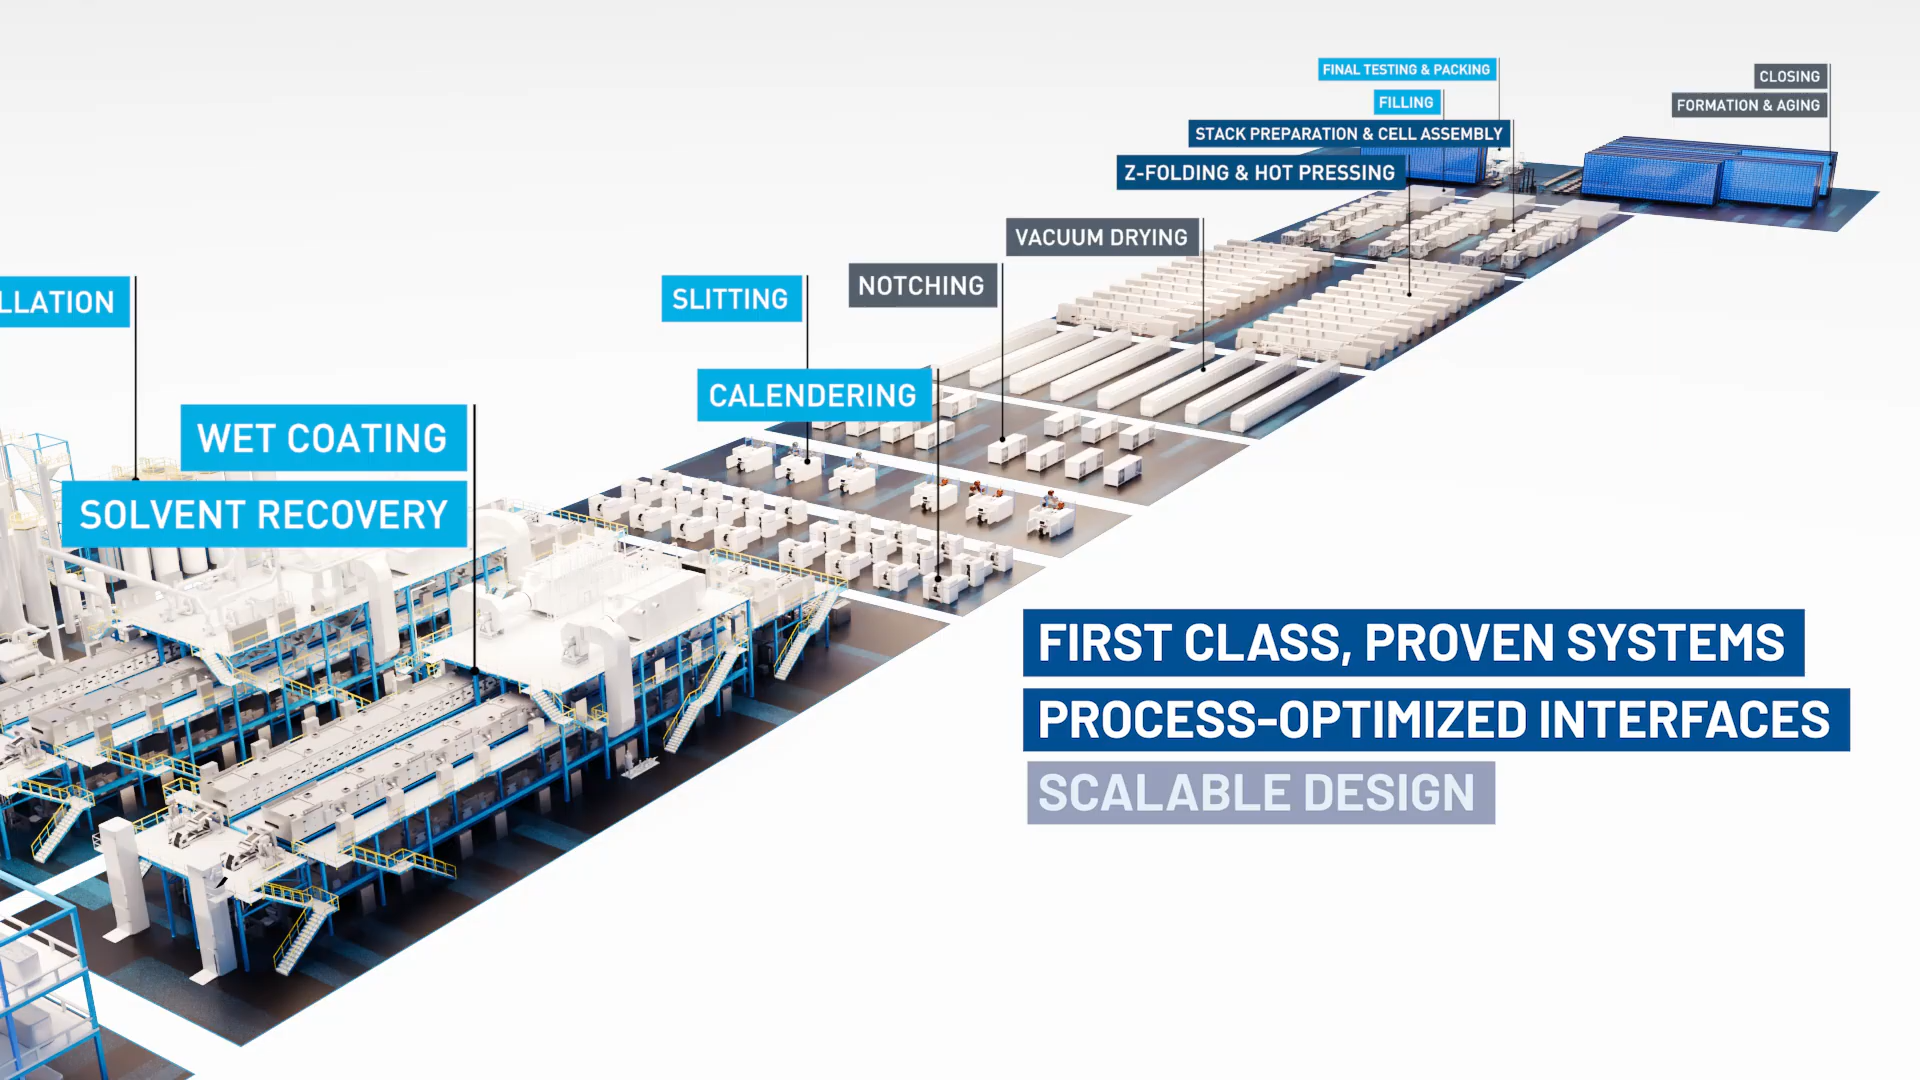 FINAL TESTING & PACKING
CLOSING
FILLING
FORMATION & AGING
STACK PREPARATION & CELL ASSEMBLY
Z-FOLDING & HOT PRESSING
VACUUM DRYING
NOTCHING
SLITTING
LLATION
CALENDERING
WET COATING
SOLVENT RECOVERY
FIRST CLASS, PROVEN SYSTEMS
PROCESS-OPTIMIZED INTERFACES
SCALABLE DESIGN